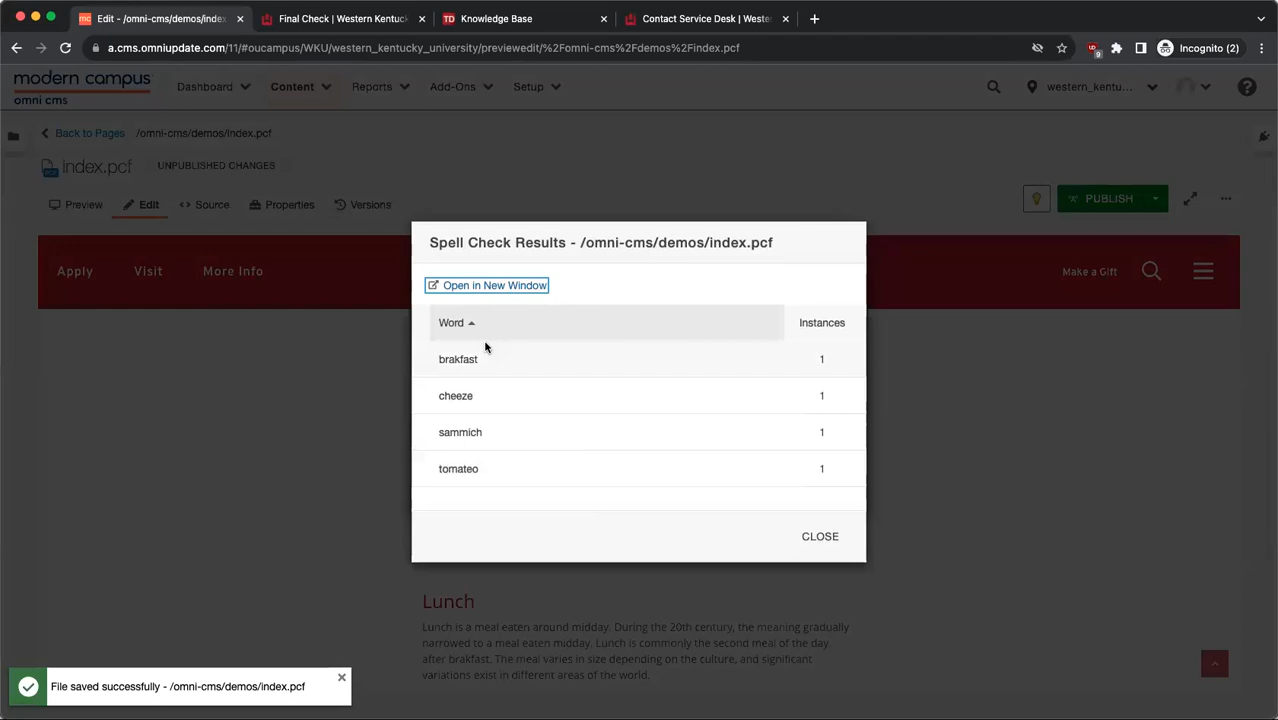 Edit - /omni-cms/demos/index.
Final Check | Western Kentuck
Knowledge Base
Contact Service Desk | Weste
a.cms.omniupdate.com/11/#oucampus/WKU/western_kentucky_university/previewedit/%2Fomni-cms%2Fdemos%2Findex.pcf
9
Incognito (2)
modern campus
omni cms
Dashboard
Content
Reports
Add-Ons
Setup
western_kentu...
Back to Pages
/omni-cms/demos/index.pcf
index.pcf
UNPUBLISHED CHANGES
Preview
Edit
Source
Properties
Versions
PUBLISH
Apply
Visit
More Info
Make a Gift
Spell Check Results - /omni-cms/demos/index.pcf
Open in New Window
Word Instances
brakfast 1
cheeze 1
sammich 1
tomateo 1
CLOSE
Lunch
Lunch is a meal eaten around midday. During the 20th century, the meaning gradually
narrowed to a meal eaten midday. Lunch is commonly the second meal of the day
after brakfast. The meal varies in size depending on the culture, and significant
variations exist in different areas of the world.
File saved successfully - /omni-cms/demos/index.pcf